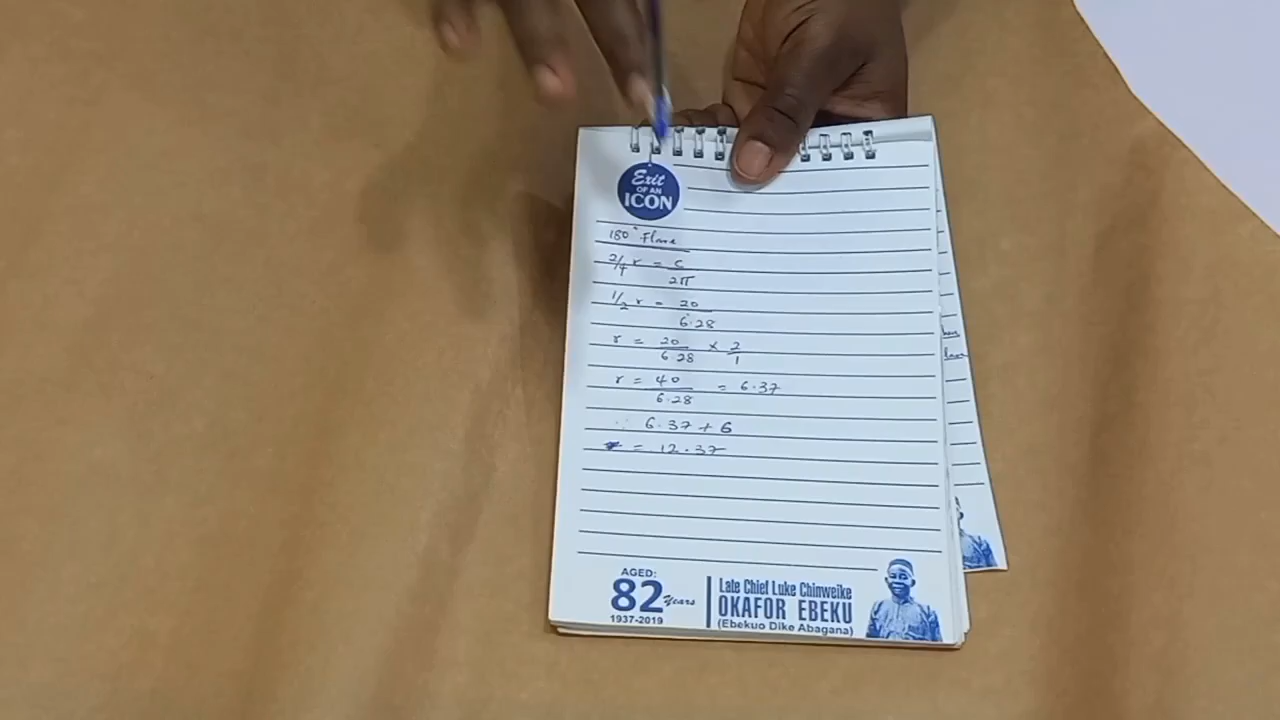 Exit
OF AN
ICON
180° Flare
2/4 r = c
2π
1/2 r = 20
6.28
r = 20 × 2
6.28 1
r = 40 = 6.37
6.28
∴ 6.37 + 6
= 12.37
AGED:
82 Years
1937-2019
Late Chief Luke Chinweike
OKAFOR EBEKU
(Ebekuo Dike Abagana)